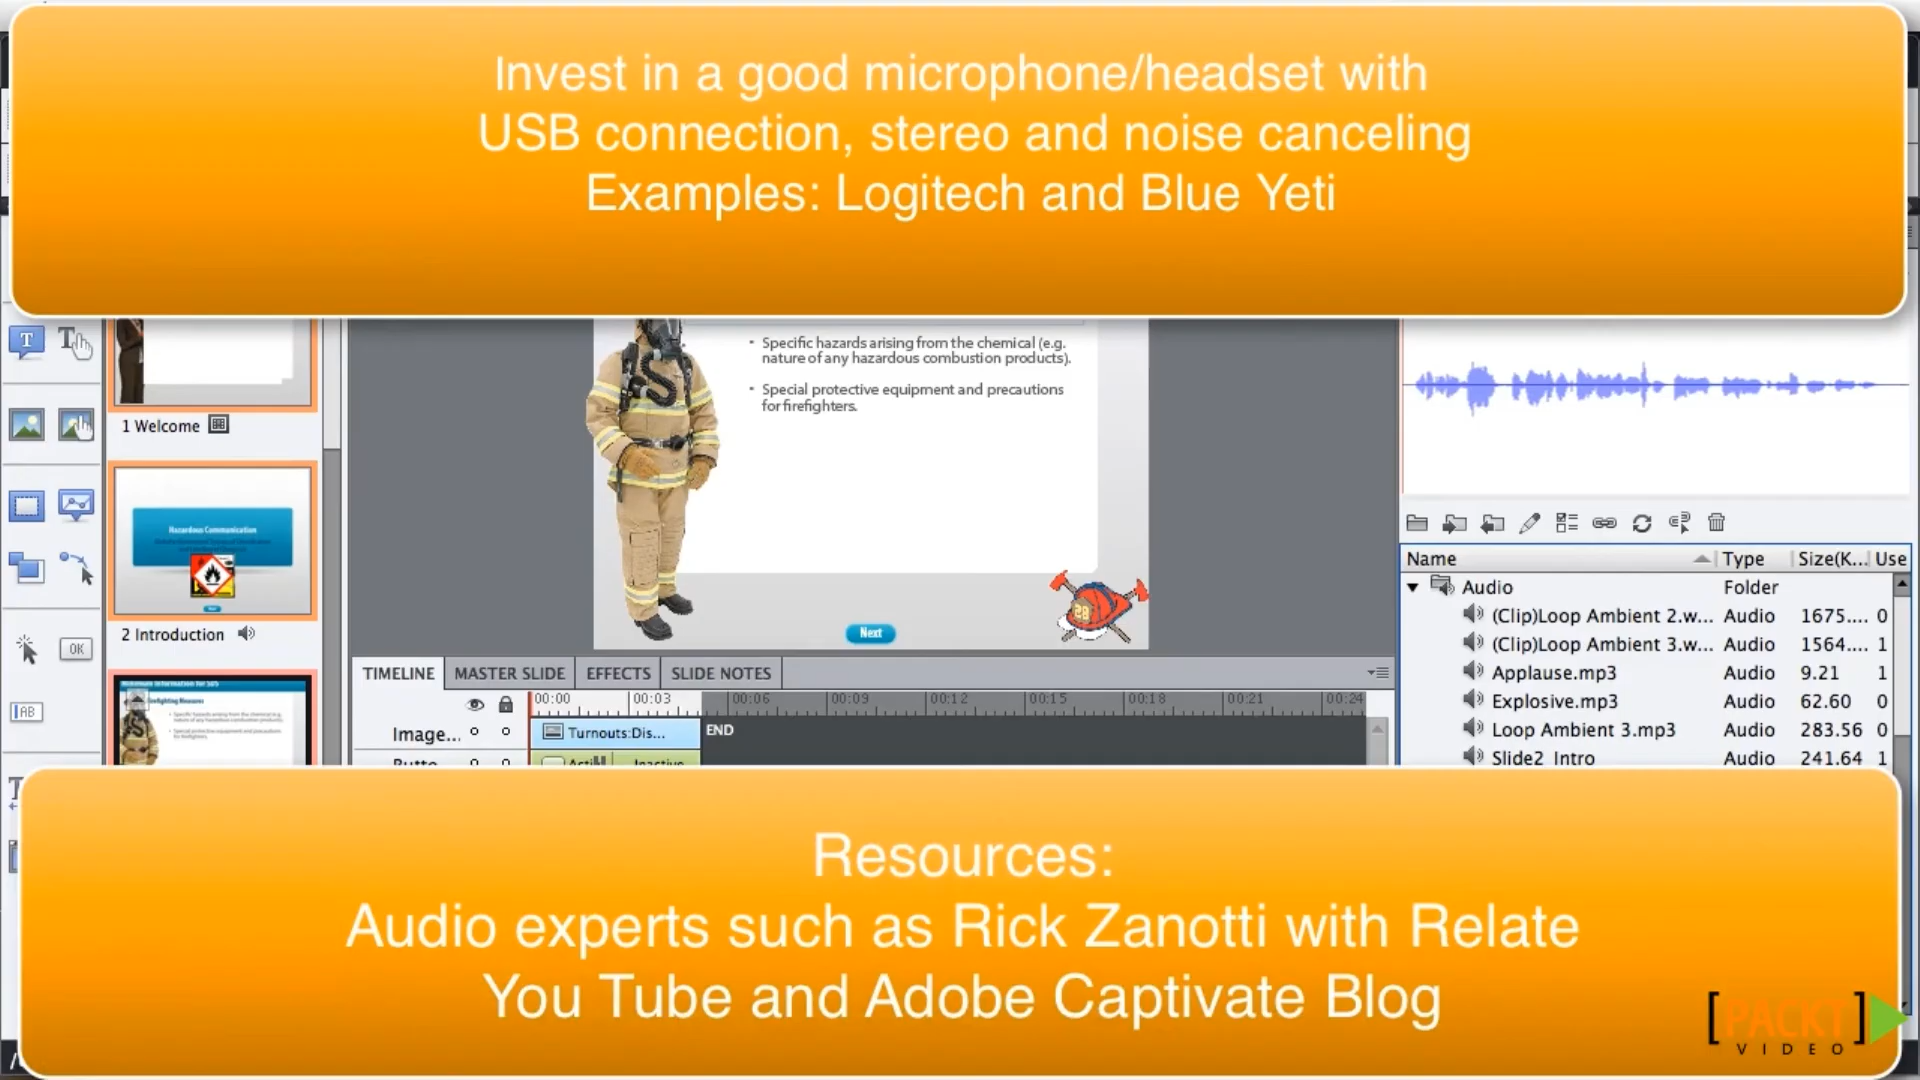 Invest in a good microphone/headset with
USB connection, stereo and noise canceling
Examples: Logitech and Blue Yeti
T
T
• Specific hazards arising from the chemical (e.g.
nature of any hazardous combustion products).
• Special protective equipment and precautions
for firefighters.
1 Welcome
Hazardous Communication
2 Introduction
OK
AB
28
Next
Name Type Size(K... Use
Audio Folder
(Clip)Loop Ambient 2.w... Audio 1675.... 0
(Clip)Loop Ambient 3.w... Audio 1564.... 1
Applause.mp3 Audio 9.21 1
Explosive.mp3 Audio 62.60 0
Loop Ambient 3.mp3 Audio 283.56 0
Slide2 Intro Audio 241.64 1
TIMELINE MASTER SLIDE EFFECTS SLIDE NOTES
00:00 00:03 00:06 00:09 00:12 00:15 00:18 00:21 00:24
Image... Turnouts:Dis... END
Inactive
Resources:
Audio experts such as Rick Zanotti with Relate
You Tube and Adobe Captivate Blog
[PACKT]
VIDEO